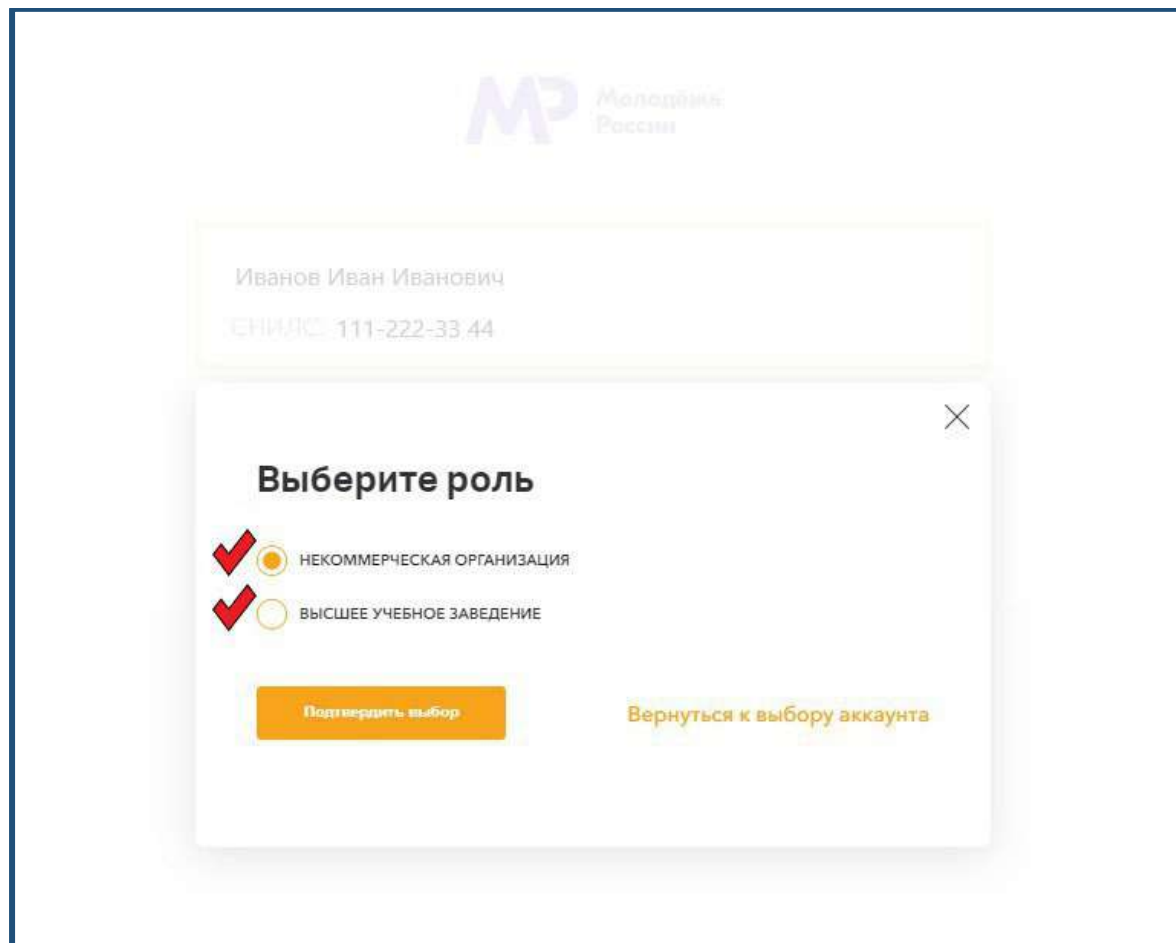 МР Молодёжь
России
Иванов Иван Иванович
СНИЛС: 111-222-33 44
Выберите роль
НЕКОММЕРЧЕСКАЯ ОРГАНИЗАЦИЯ
ВЫСШЕЕ УЧЕБНОЕ ЗАВЕДЕНИЕ
Подтвердить выбор
Вернуться к выбору аккаунта